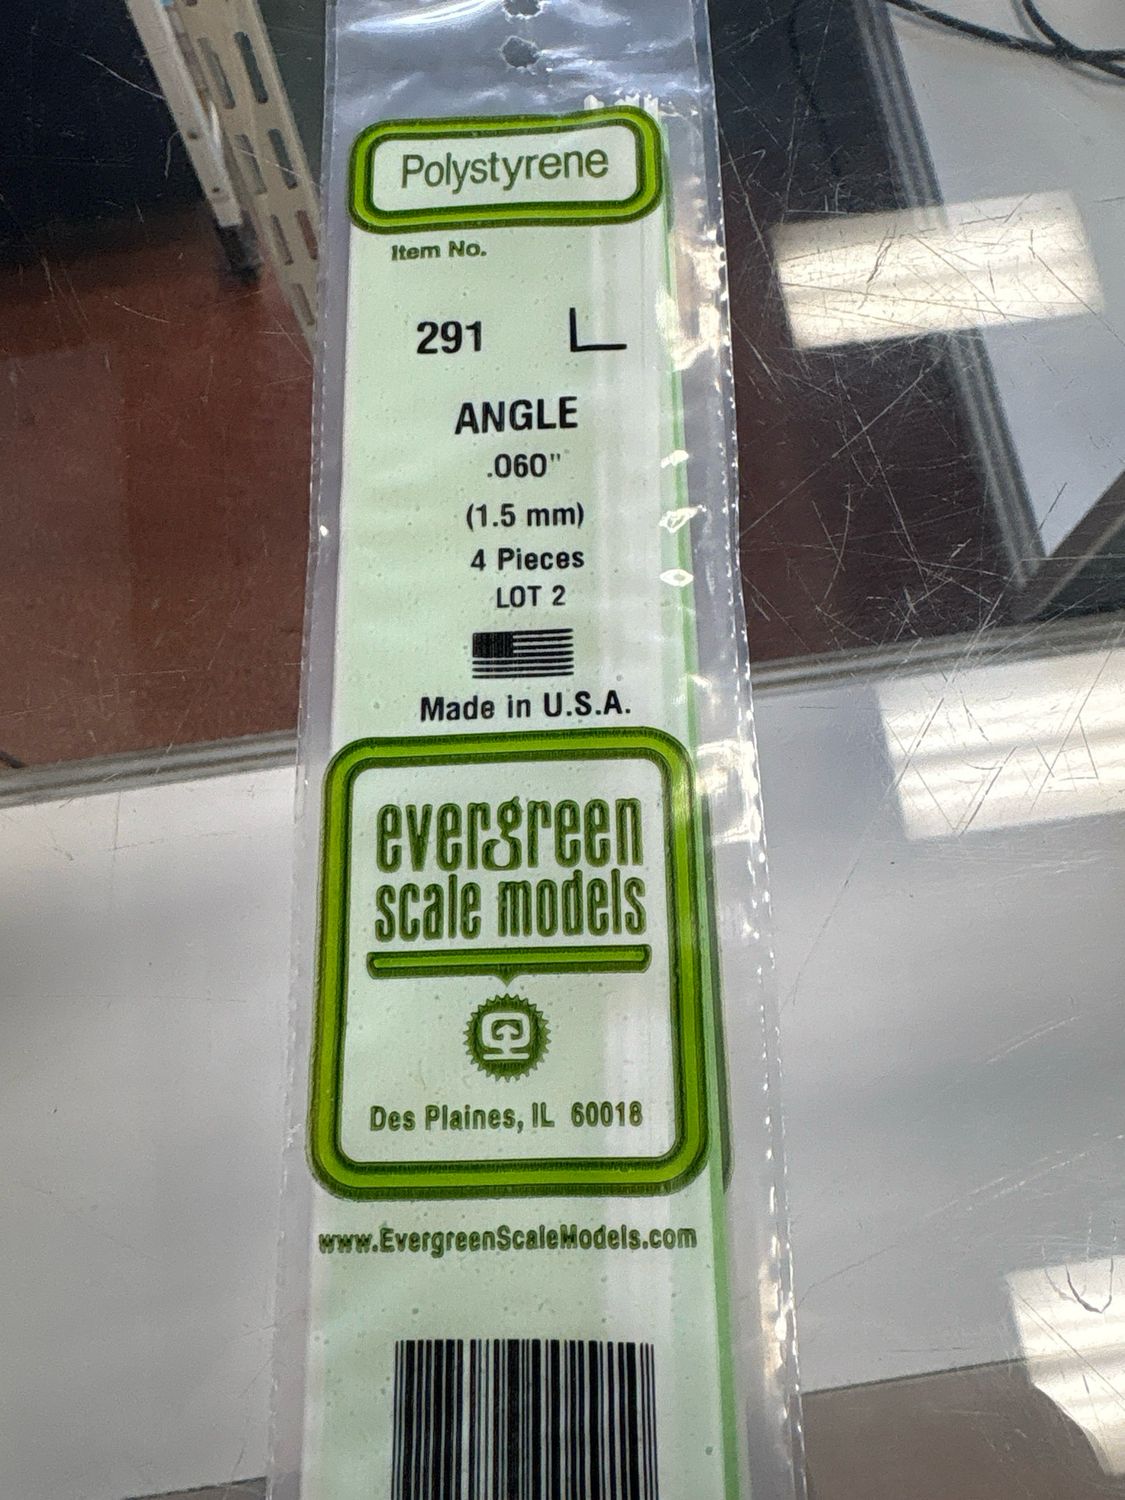 Polystyrene
Item No.
291
ANGLE
.060"
(1.5 mm)
4 Pieces
LOT 2
Made in U.S.A.
evergreen
scale models
Des Plaines, IL 60018
www.EvergreenScaleModels.com